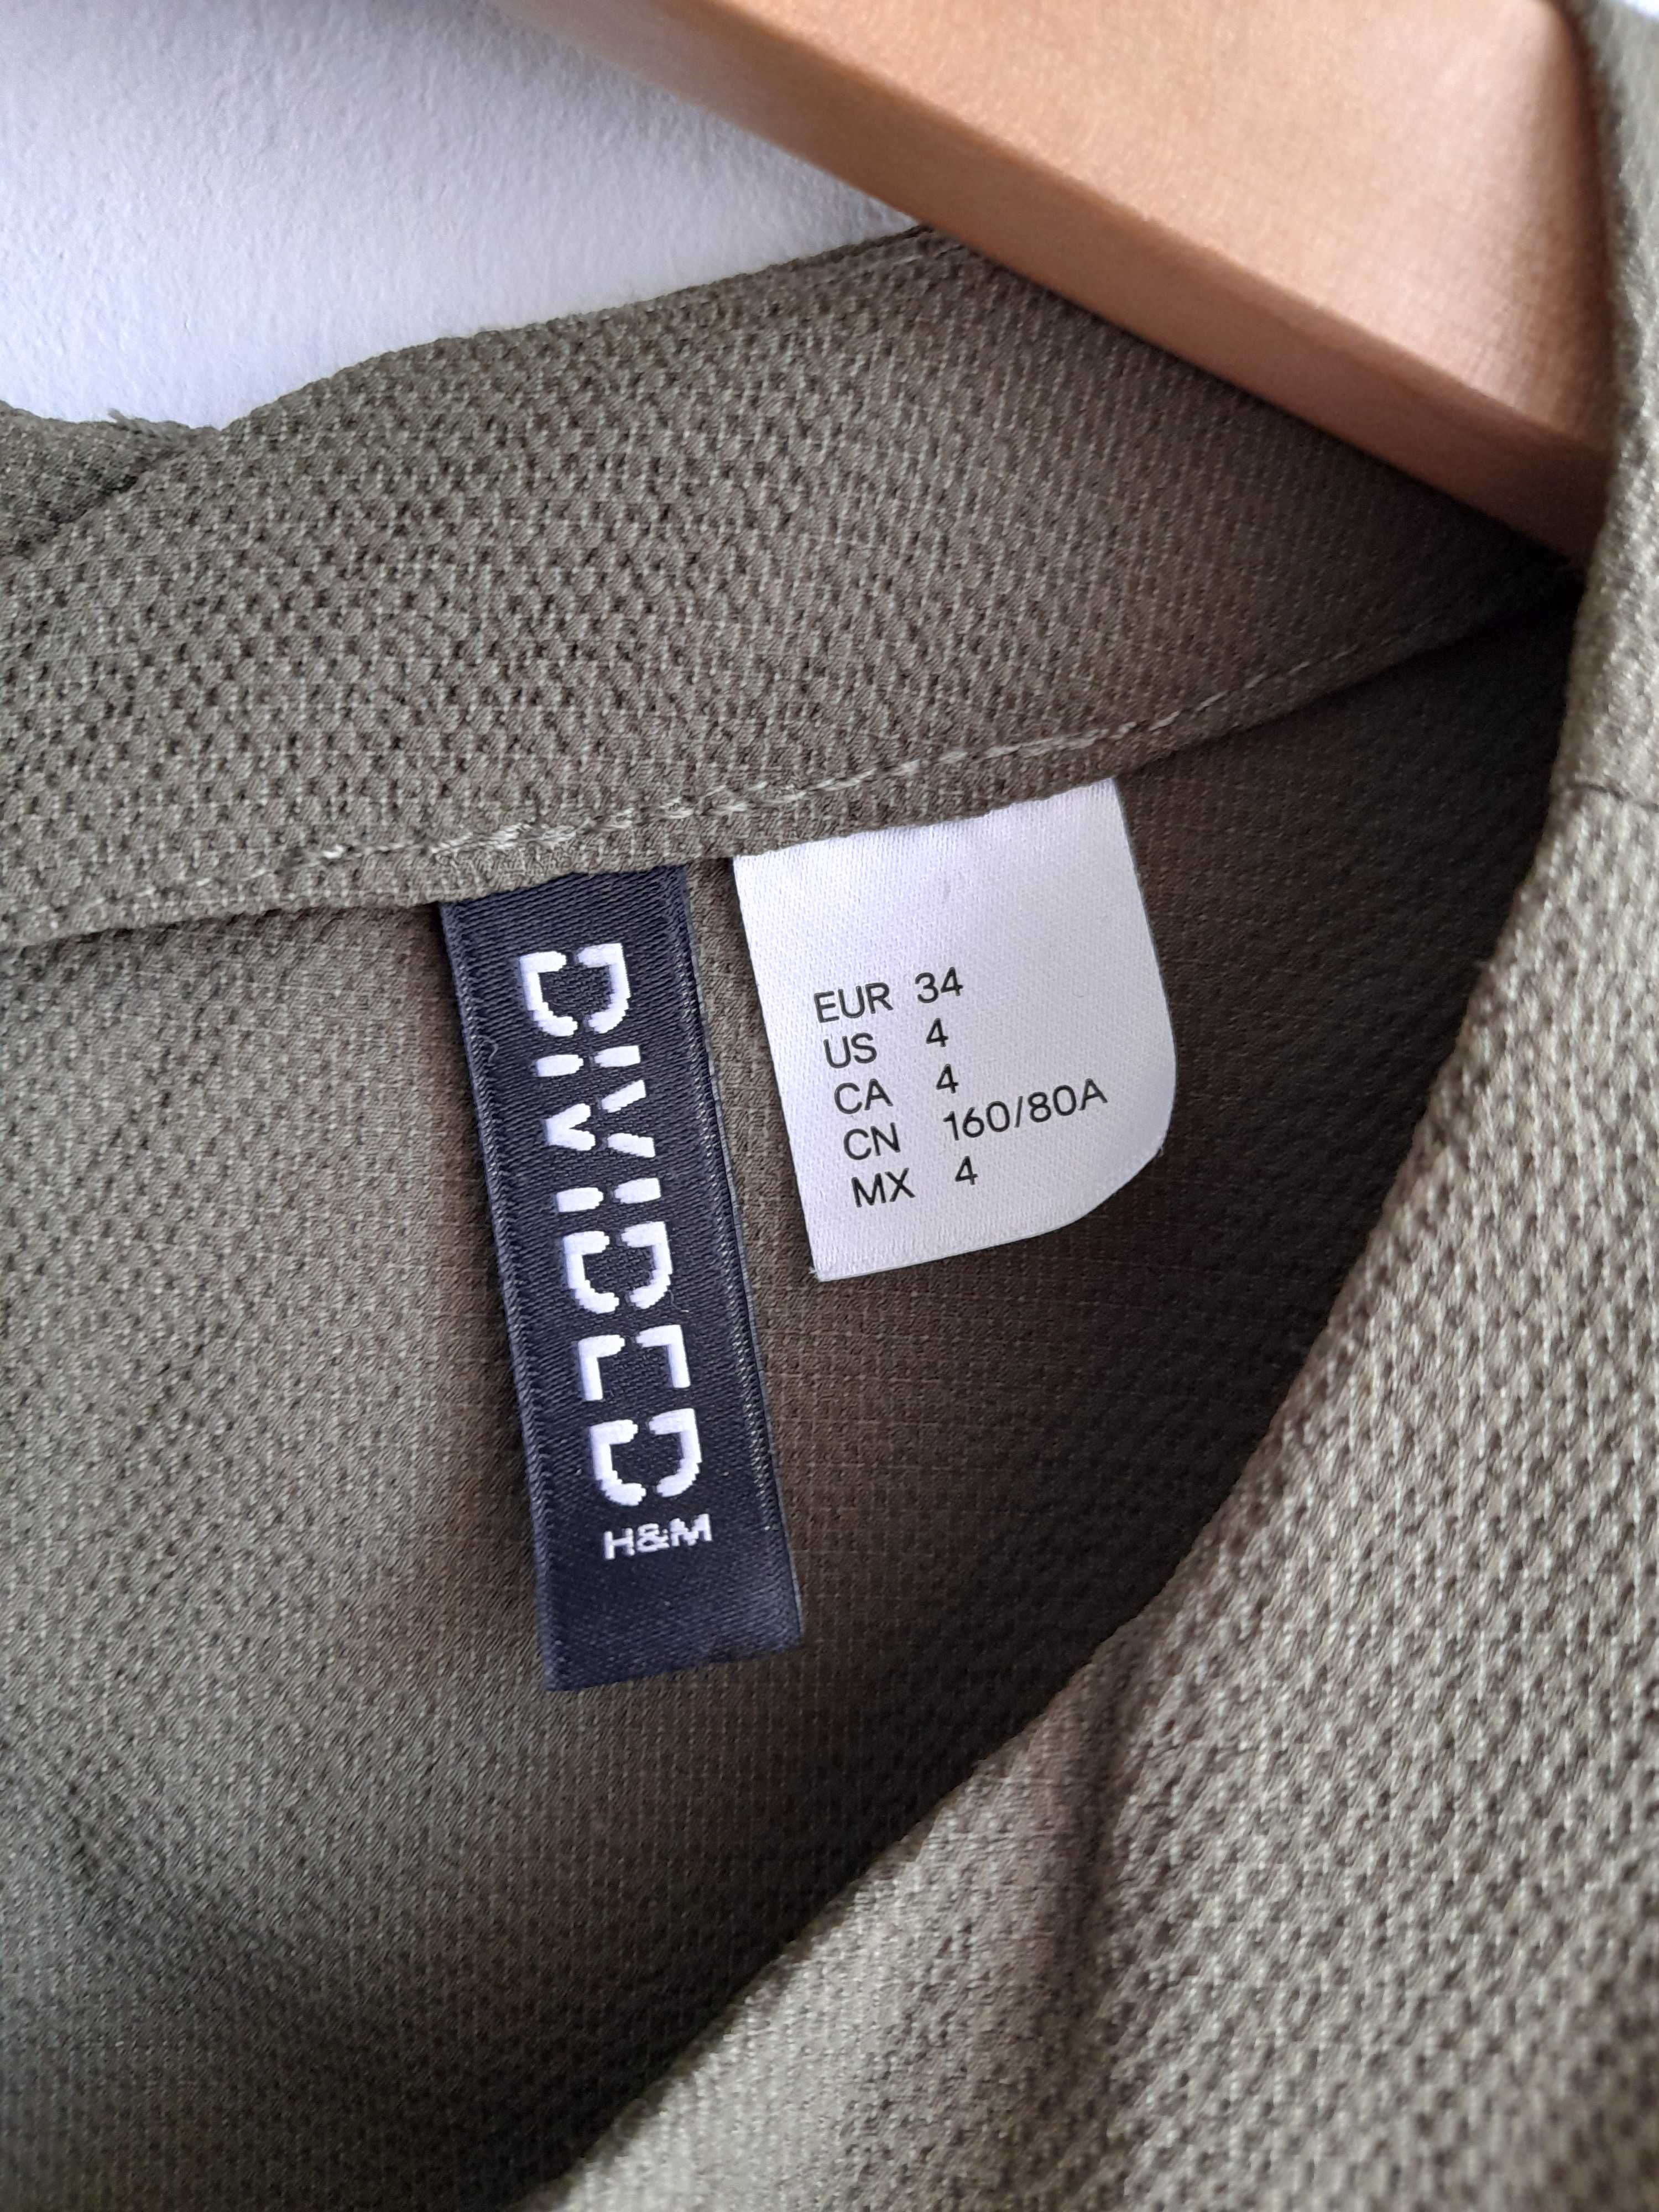 DIVIDED
H&M
EUR 34
US 4
CA 4
CN 160/80A
MX 4